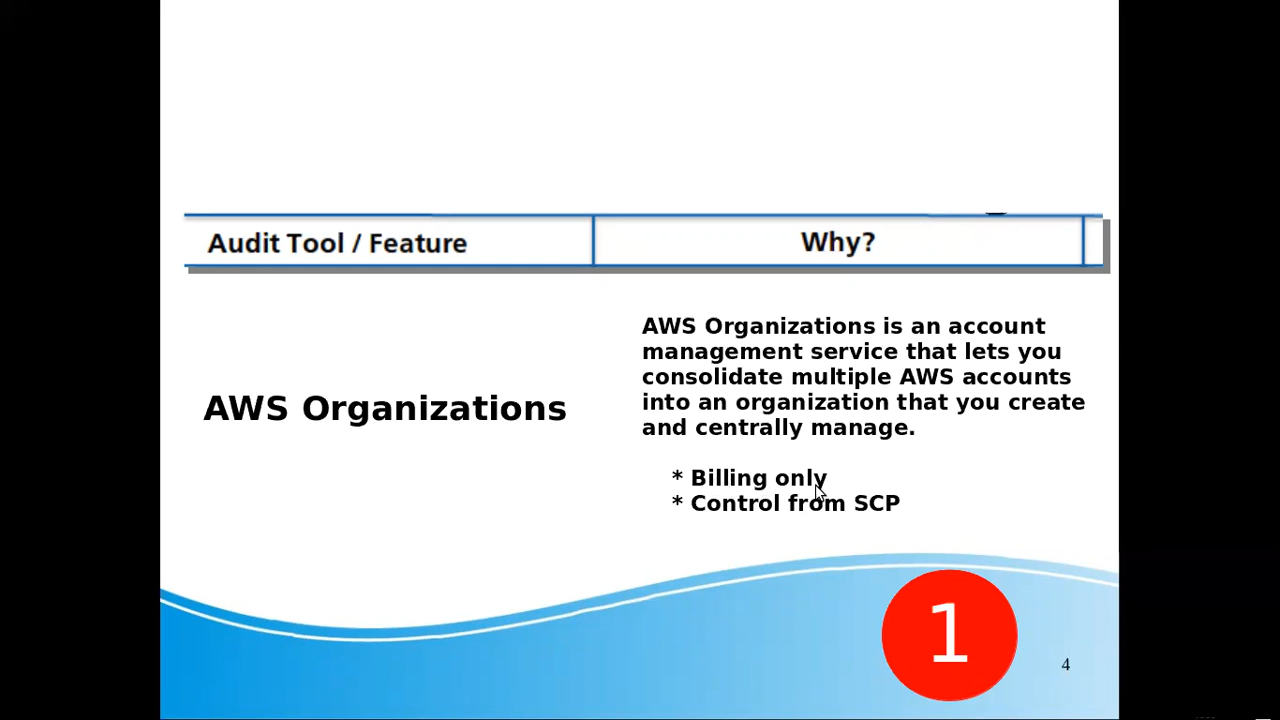 Audit Tool / Feature
Why?
AWS Organizations
AWS Organizations is an account
management service that lets you
consolidate multiple AWS accounts
into an organization that you create
and centrally manage.
* Billing only
* Control from SCP
1
4